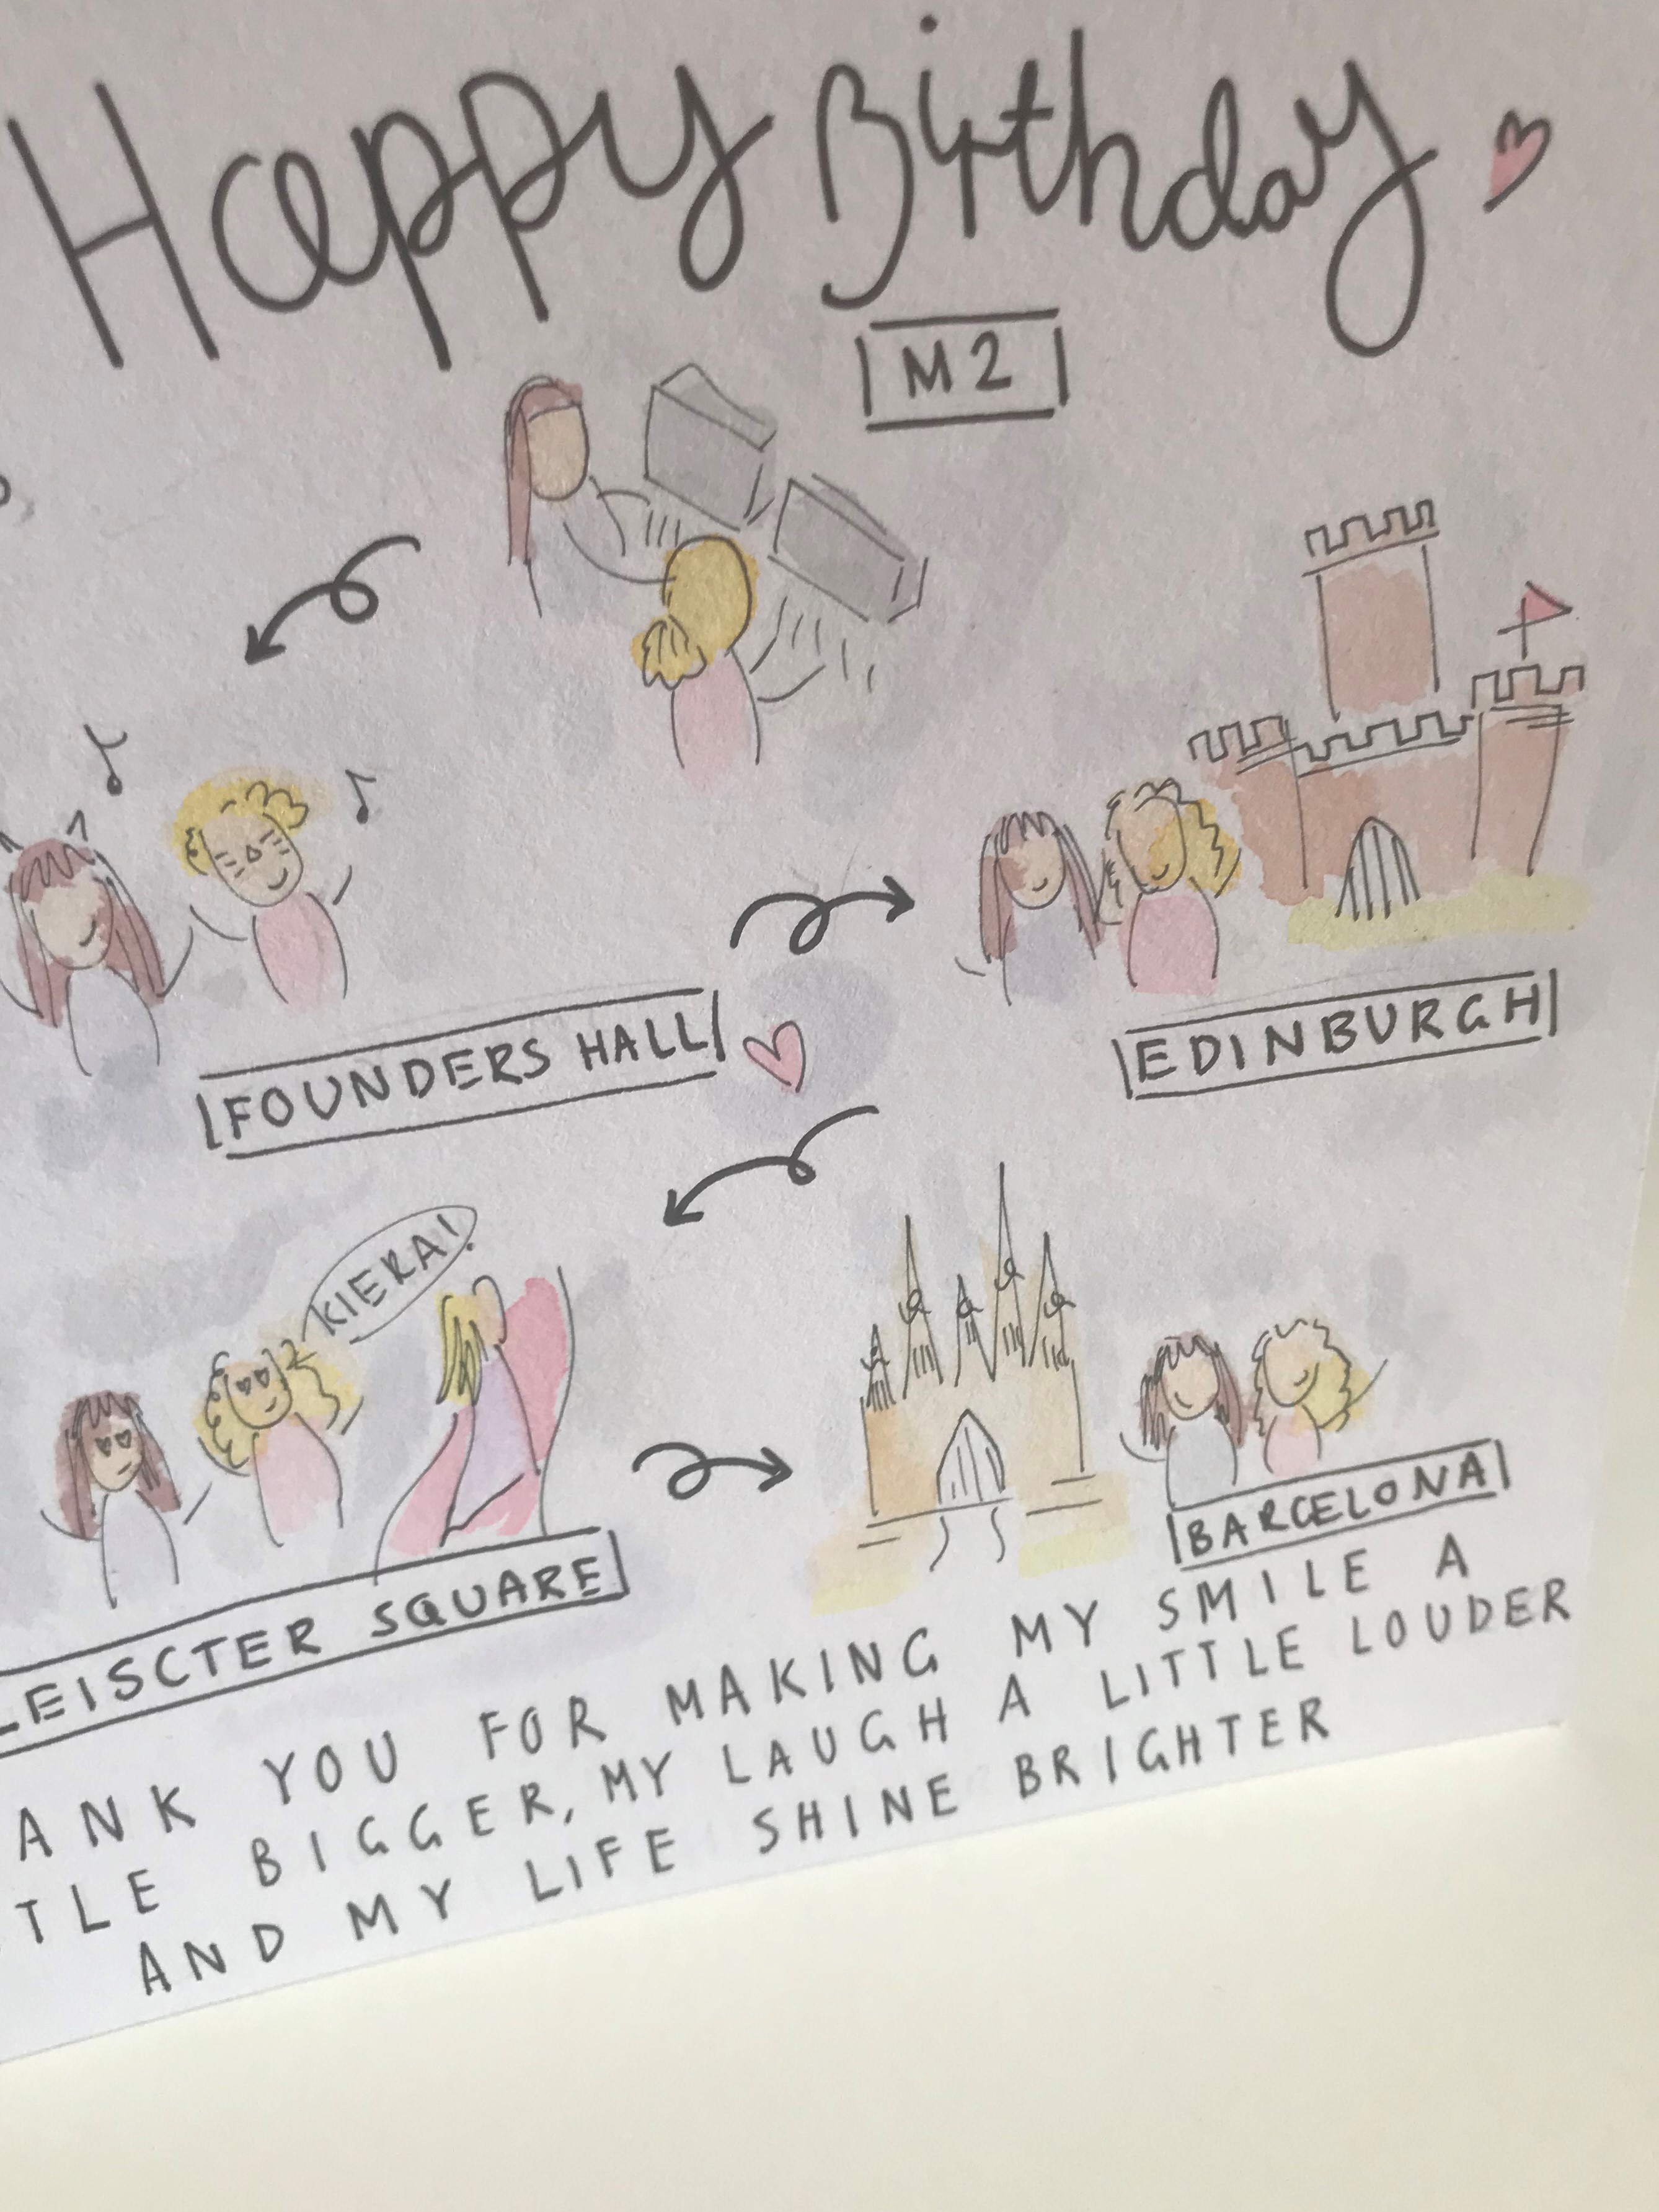 Happy Birthday
M2
FOUNDERS HALL
EDINBURGH
KIERA!
LEISCTER SQUARE
BARCELONA
ANK YOU FOR MAKING MY SMILE A
TLE BIGGER, MY LAUGH A LITTLE LOUDER
AND MY LIFE SHINE BRIGHTER